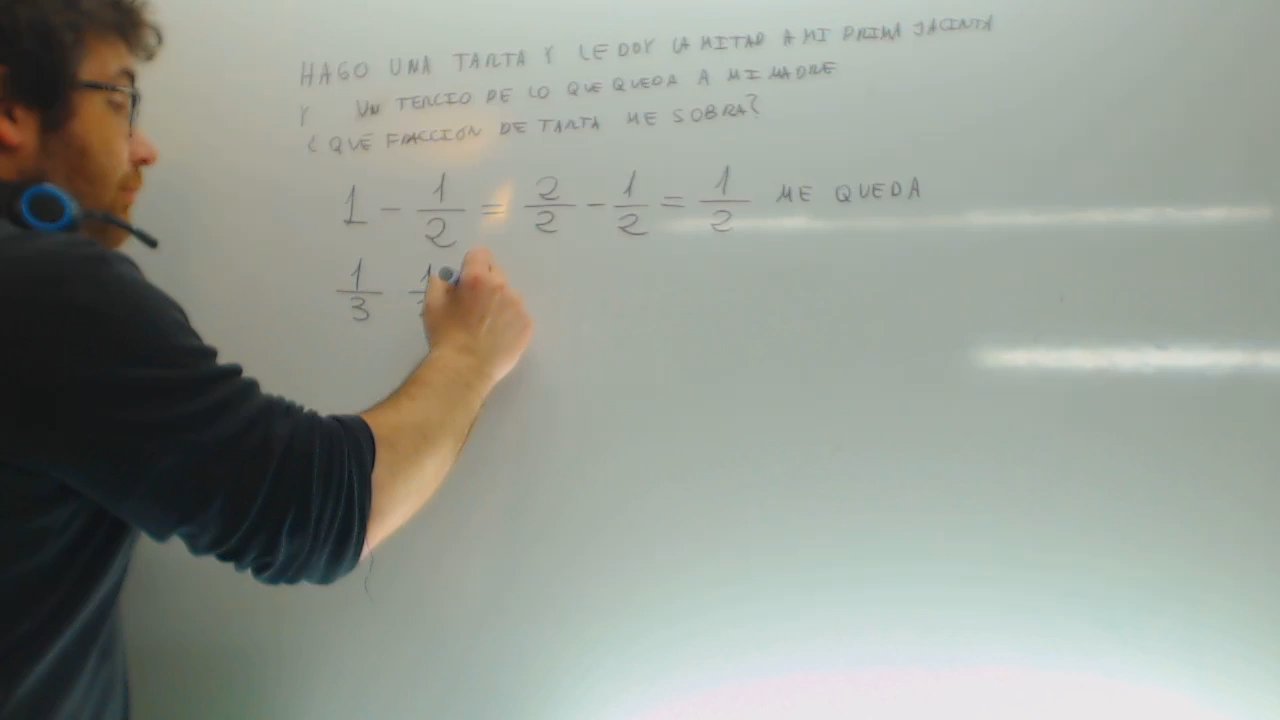 HAGO UNA TARTA Y LE DOY LA MITAD A MI PRIMA JACINTA
Y UN TERCIO DE LO QUE QUEDA A MI MADRE
¿QUÉ FRACCIÓN DE TARTA ME SOBRA?
1 - 1/2 = 2/2 - 1/2 = 1/2 ME QUEDA
1/3